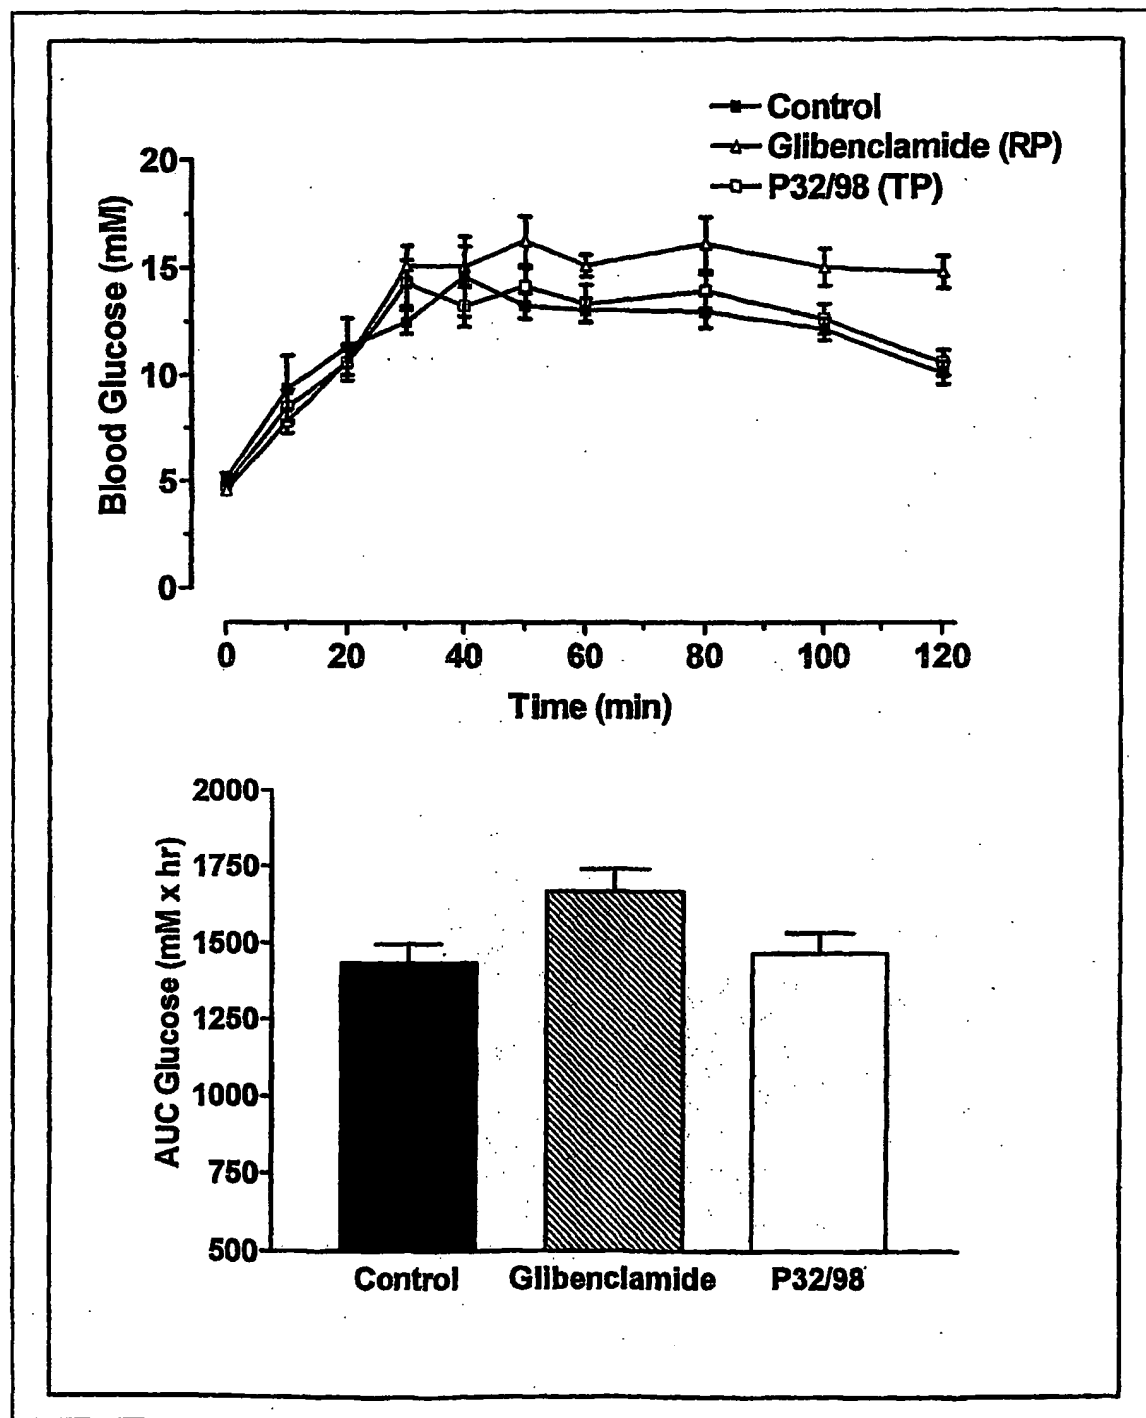 Control
Glibenclamide (RP)
P32/98 (TP)
20
15
10
5
0
Blood Glucose (mM)
0 20 40 60 80 100 120
Time (min)
2000
1750
1500
1250
1000
750
500
AUC Glucose (mM x hr)
Control Glibenclamide P32/98